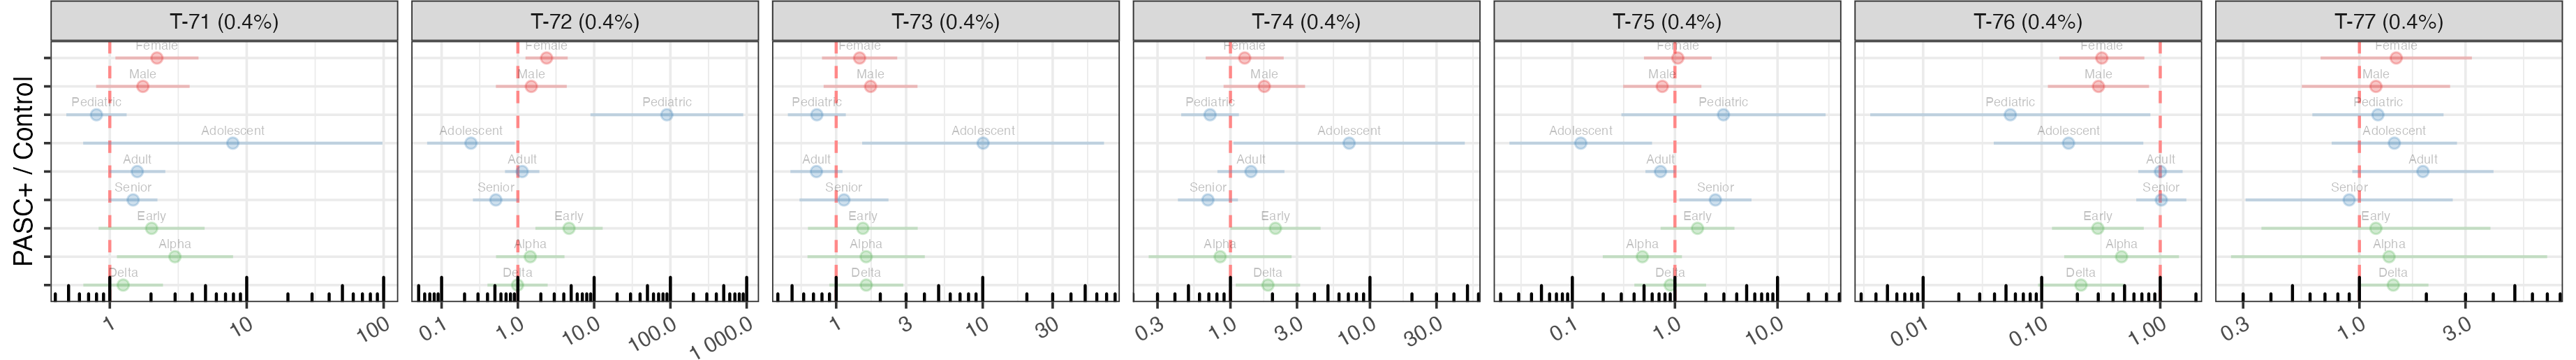 T-71 (0.4%)
T-72 (0.4%)
T-73 (0.4%)
T-74 (0.4%)
T-75 (0.4%)
T-76 (0.4%)
T-77 (0.4%)
PASC+ / Control
Female
Male
Pediatric
Adolescent
Adult
Senior
Early
Alpha
Delta
1
10
100
Female
Male
Pediatric
Adolescent
Adult
Senior
Early
Alpha
Delta
0.1
1.0
10.0
100.0
1 000.0
Female
Male
Pediatric
Adolescent
Adult
Senior
Early
Alpha
Delta
1
3
10
30
Female
Male
Pediatric
Adolescent
Adult
Senior
Early
Alpha
Delta
0.3
1.0
3.0
10.0
30.0
Female
Male
Pediatric
Adolescent
Adult
Senior
Early
Alpha
Delta
0.1
1.0
10.0
Female
Male
Pediatric
Adolescent
Adult
Senior
Early
Alpha
Delta
0.01
0.10
1.00
Female
Male
Pediatric
Adolescent
Adult
Senior
Early
Alpha
Delta
0.3
1.0
3.0